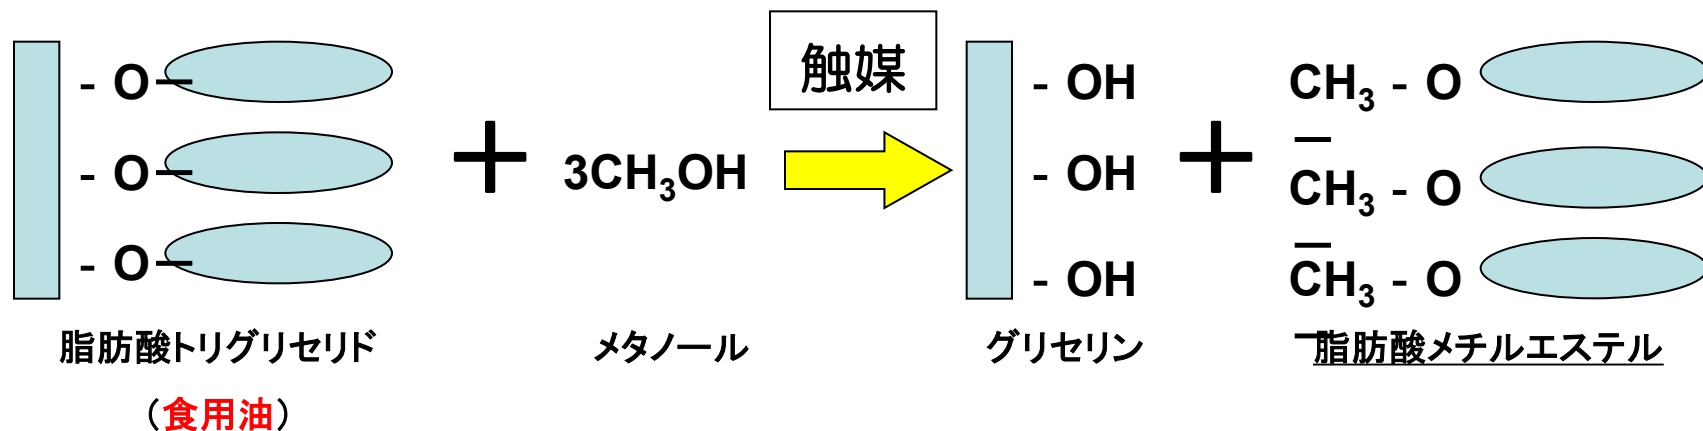 触媒
- O
- O
- O
+
3CH₃OH
- OH
- OH
- OH
+
CH₃ - O
CH₃ - O
CH₃ - O
脂肪酸トリグリセリド
メタノール
グリセリン
脂肪酸メチルエステル
（食用油）